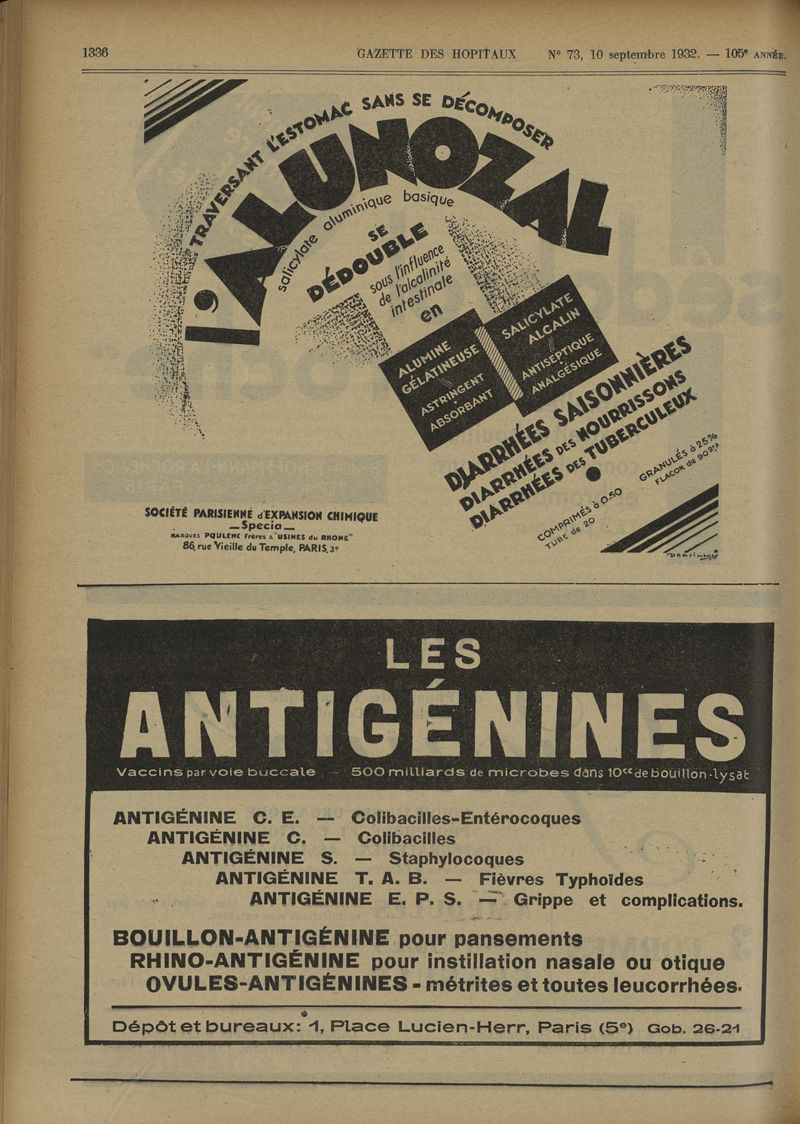 1336
GAZETTE DES HOPITAUX
Nº 73, 10 septembre 1932. — 105e ANNÉE.
TRAVERSANT L'ESTOMAC SANS SE DÉCOMPOSER
l'ALUNOZAL
salicylate aluminique basique
SE
DÉDOUBLE
sous l'influence
de l'alcalinité
intestinale
en
ALUMINE
GÉLATINEUSE
ASTRINGENT
ABSORBANT
SALICYLATE
ALCALIN
ANTISEPTIQUE
ANALGÉSIQUE
DIARRHÉES SAISONNIÈRES
DIARRHÉES DES NOURRISSONS
DIARRHÉES DES TUBERCULEUX
COMPRIMÉS à 0.50
TUBE de 20
GRANULÉS à 25%
FLACON de 90grs
SOCIÉTÉ PARISIENNE d'EXPANSION CHIMIQUE
— Specia —
MARQUES POULENC Frères & "USINES du RHONE"
86, rue Vieille du Temple, PARIS, 3e
LES
ANTIGÉNINES
Vaccins par voie buccale – 500 milliards de microbes dans 10cc de bouillon-lysat
ANTIGÉNINE C. E. — Colibacilles-Entérocoques
ANTIGÉNINE C. — Colibacilles
ANTIGÉNINE S. — Staphylocoques
ANTIGÉNINE T. A. B. — Fièvres Typhoïdes
ANTIGÉNINE E. P. S. — Grippe et complications.
BOUILLON-ANTIGÉNINE pour pansements
RHINO-ANTIGÉNINE pour instillation nasale ou otique
OVULES-ANTIGÉNINES - métrites et toutes leucorrhées.
Dépôt et bureaux: 1, Place Lucien-Herr, Paris (5e) Gob. 26-21